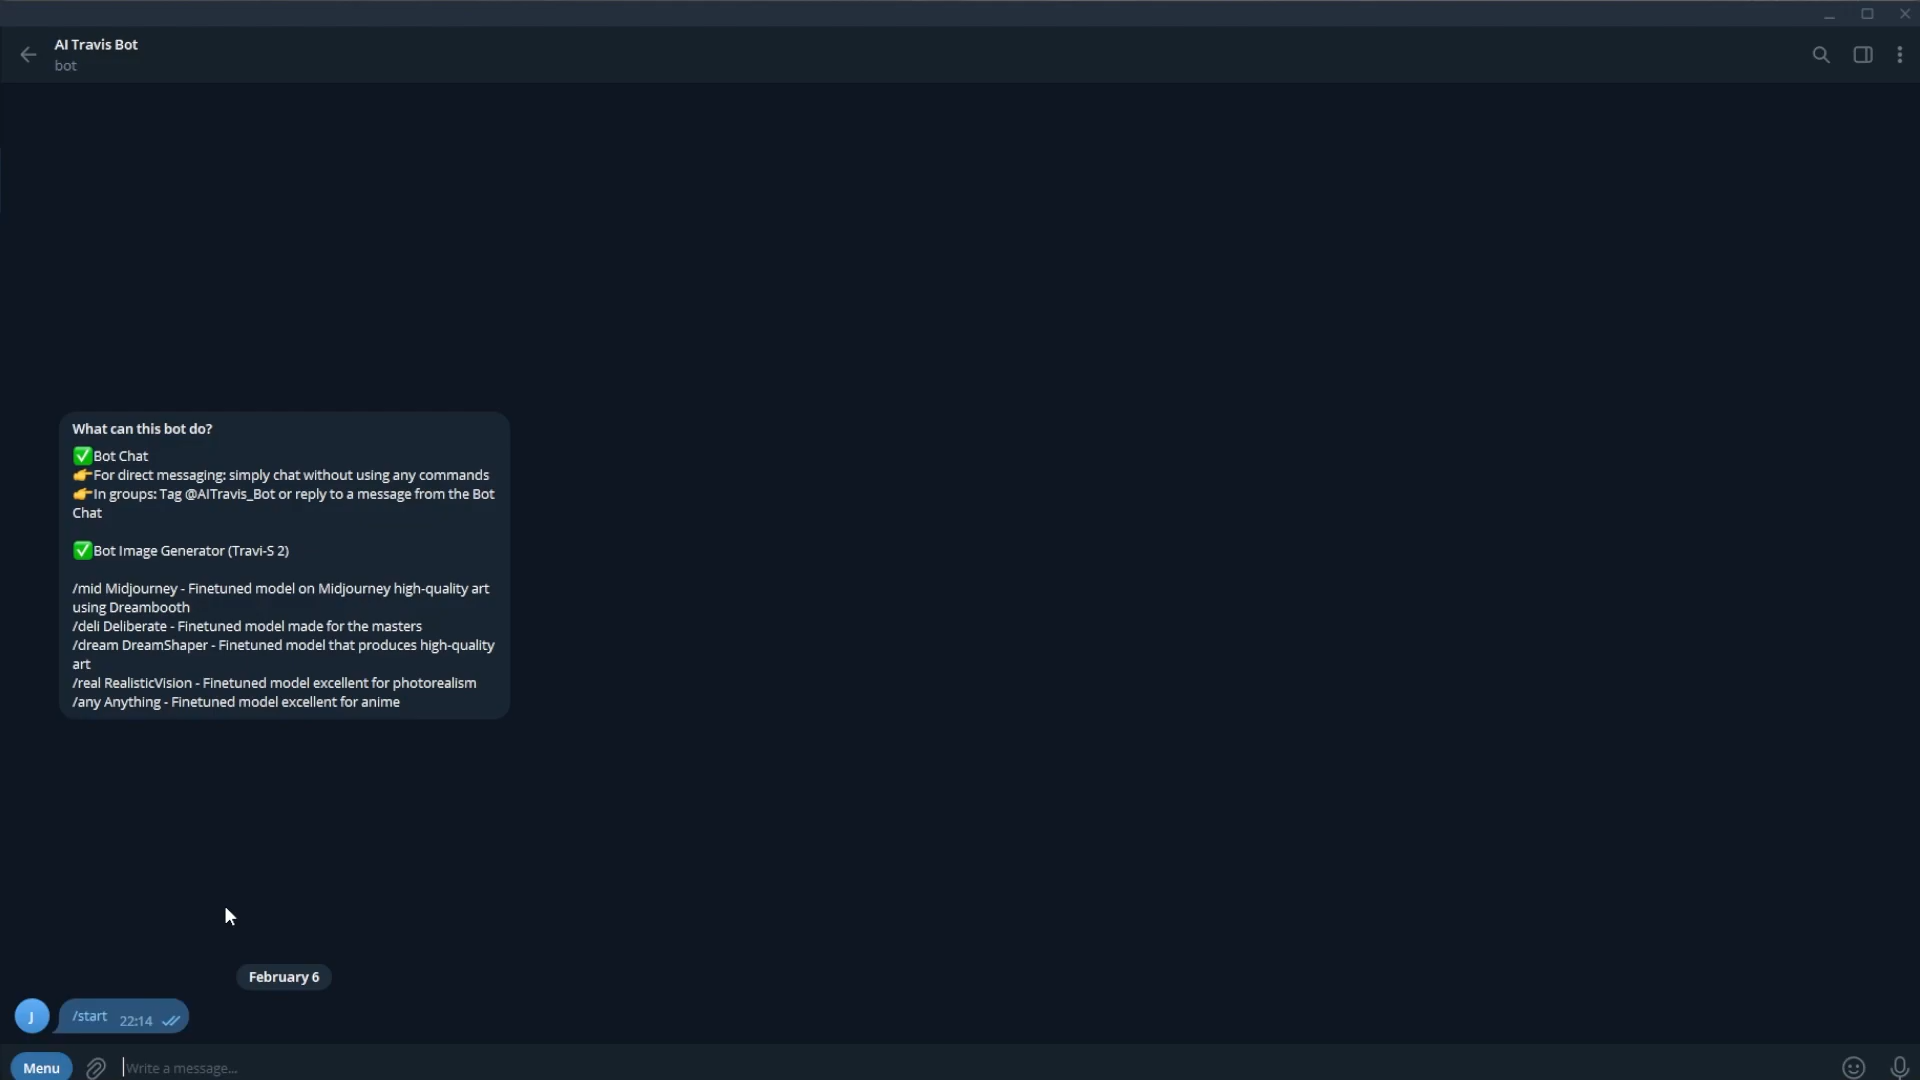 AI Travis Bot
bot
What can this bot do?
✅Bot Chat
👉For direct messaging: simply chat without using any commands
👉In groups: Tag @AITravis_Bot or reply to a message from the Bot
Chat
✅Bot Image Generator (Travi-S 2)
/mid Midjourney - Finetuned model on Midjourney high-quality art
using Dreambooth
/deli Deliberate - Finetuned model made for the masters
/dream DreamShaper - Finetuned model that produces high-quality
art
/real RealisticVision - Finetuned model excellent for photorealism
/any Anything - Finetuned model excellent for anime
February 6
J /start 22:14
Menu Write a message...